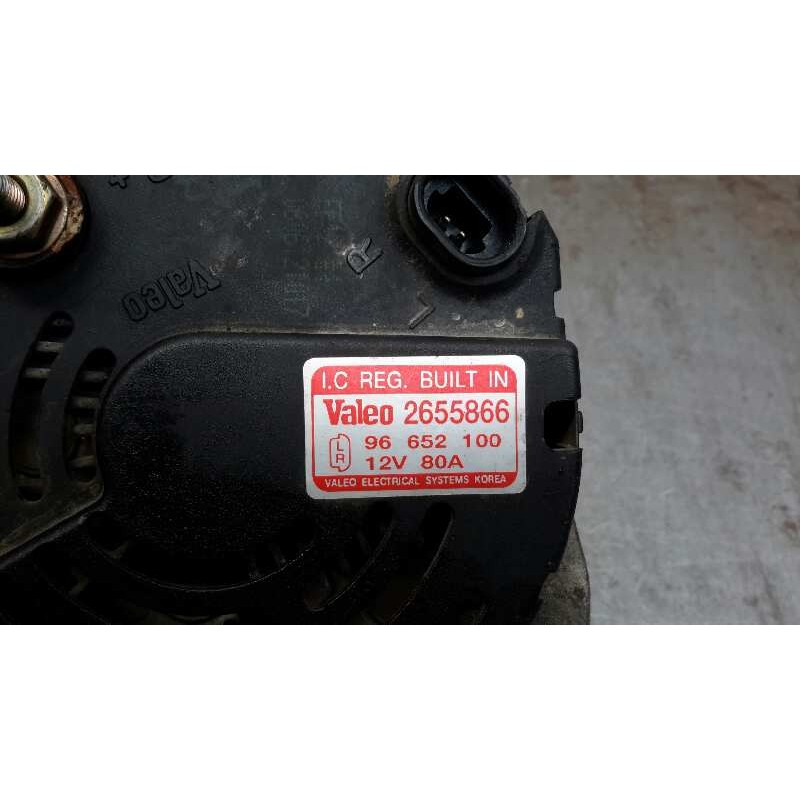 R
L
Valeo
I.C REG. BUILT IN
Valeo 2655866
L 96 652 100
R 12V 80A
VALEO ELECTRICAL SYSTEMS KOREA